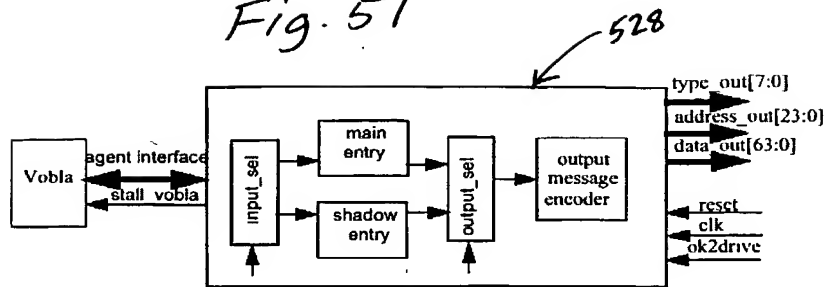 Fig. 51
528
type_out[7:0]
address_out[23:0]
data_out[63:0]
Vobla
agent interface
stall_vobla
input_sel
main
entry
shadow
entry
output_sel
output
message
encoder
reset
clk
ok2drive